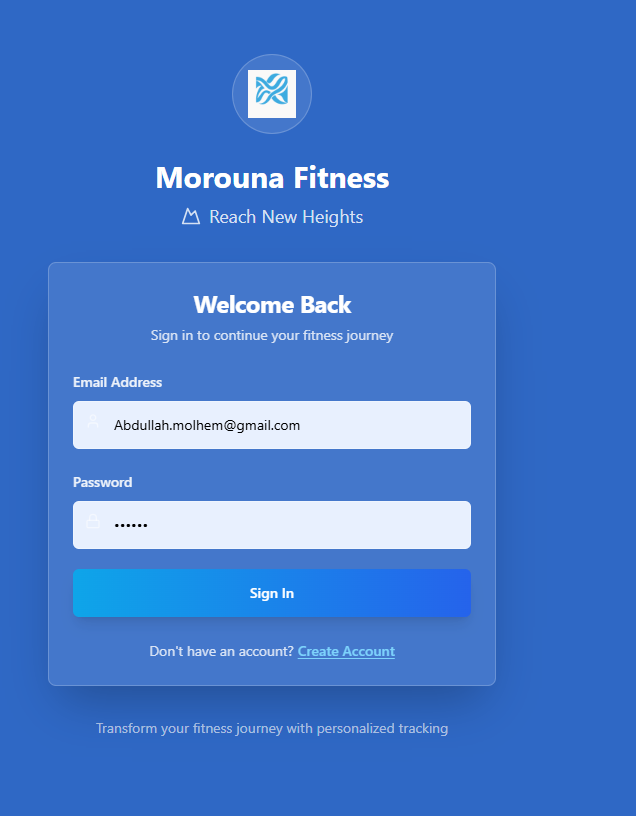 Morouna Fitness
Reach New Heights
Welcome Back
Sign in to continue your fitness journey
Email Address
Abdullah.molhem@gmail.com
Password
••••••
Sign In
Don't have an account? Create Account
Transform your fitness journey with personalized tracking